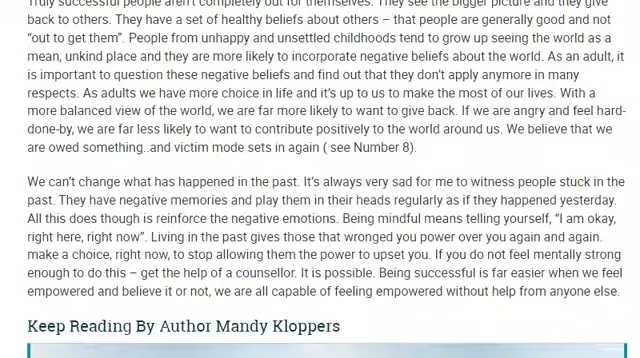 Truly successful people aren't completely out for themselves. They see the bigger picture and they give
back to others. They have a set of healthy beliefs about others – that people are generally good and not
"out to get them". People from unhappy and unsettled childhoods tend to grow up seeing the world as a
mean, unkind place and they are more likely to incorporate negative beliefs about the world. As an adult, it
is important to question these negative beliefs and find out that they don't apply anymore in many
respects. As adults we have more choice in life and it's up to us to make the most of our lives. With a
more balanced view of the world, we are far more likely to want to give back. If we are angry and feel hard-
done-by, we are far less likely to want to contribute positively to the world around us. We believe that we
are owed something..and victim mode sets in again ( see Number 8).
We can't change what has happened in the past. It's always very sad for me to witness people stuck in the
past. They have negative memories and play them in their heads regularly as if they happened yesterday.
All this does though is reinforce the negative emotions. Being mindful means telling yourself, "I am okay,
right here, right now". Living in the past gives those that wronged you power over you again and again.
make a choice, right now, to stop allowing them the power to upset you. If you do not feel mentally strong
enough to do this – get the help of a counsellor. It is possible. Being successful is far easier when we feel
empowered and believe it or not, we are all capable of feeling empowered without help from anyone else.
Keep Reading By Author Mandy Kloppers